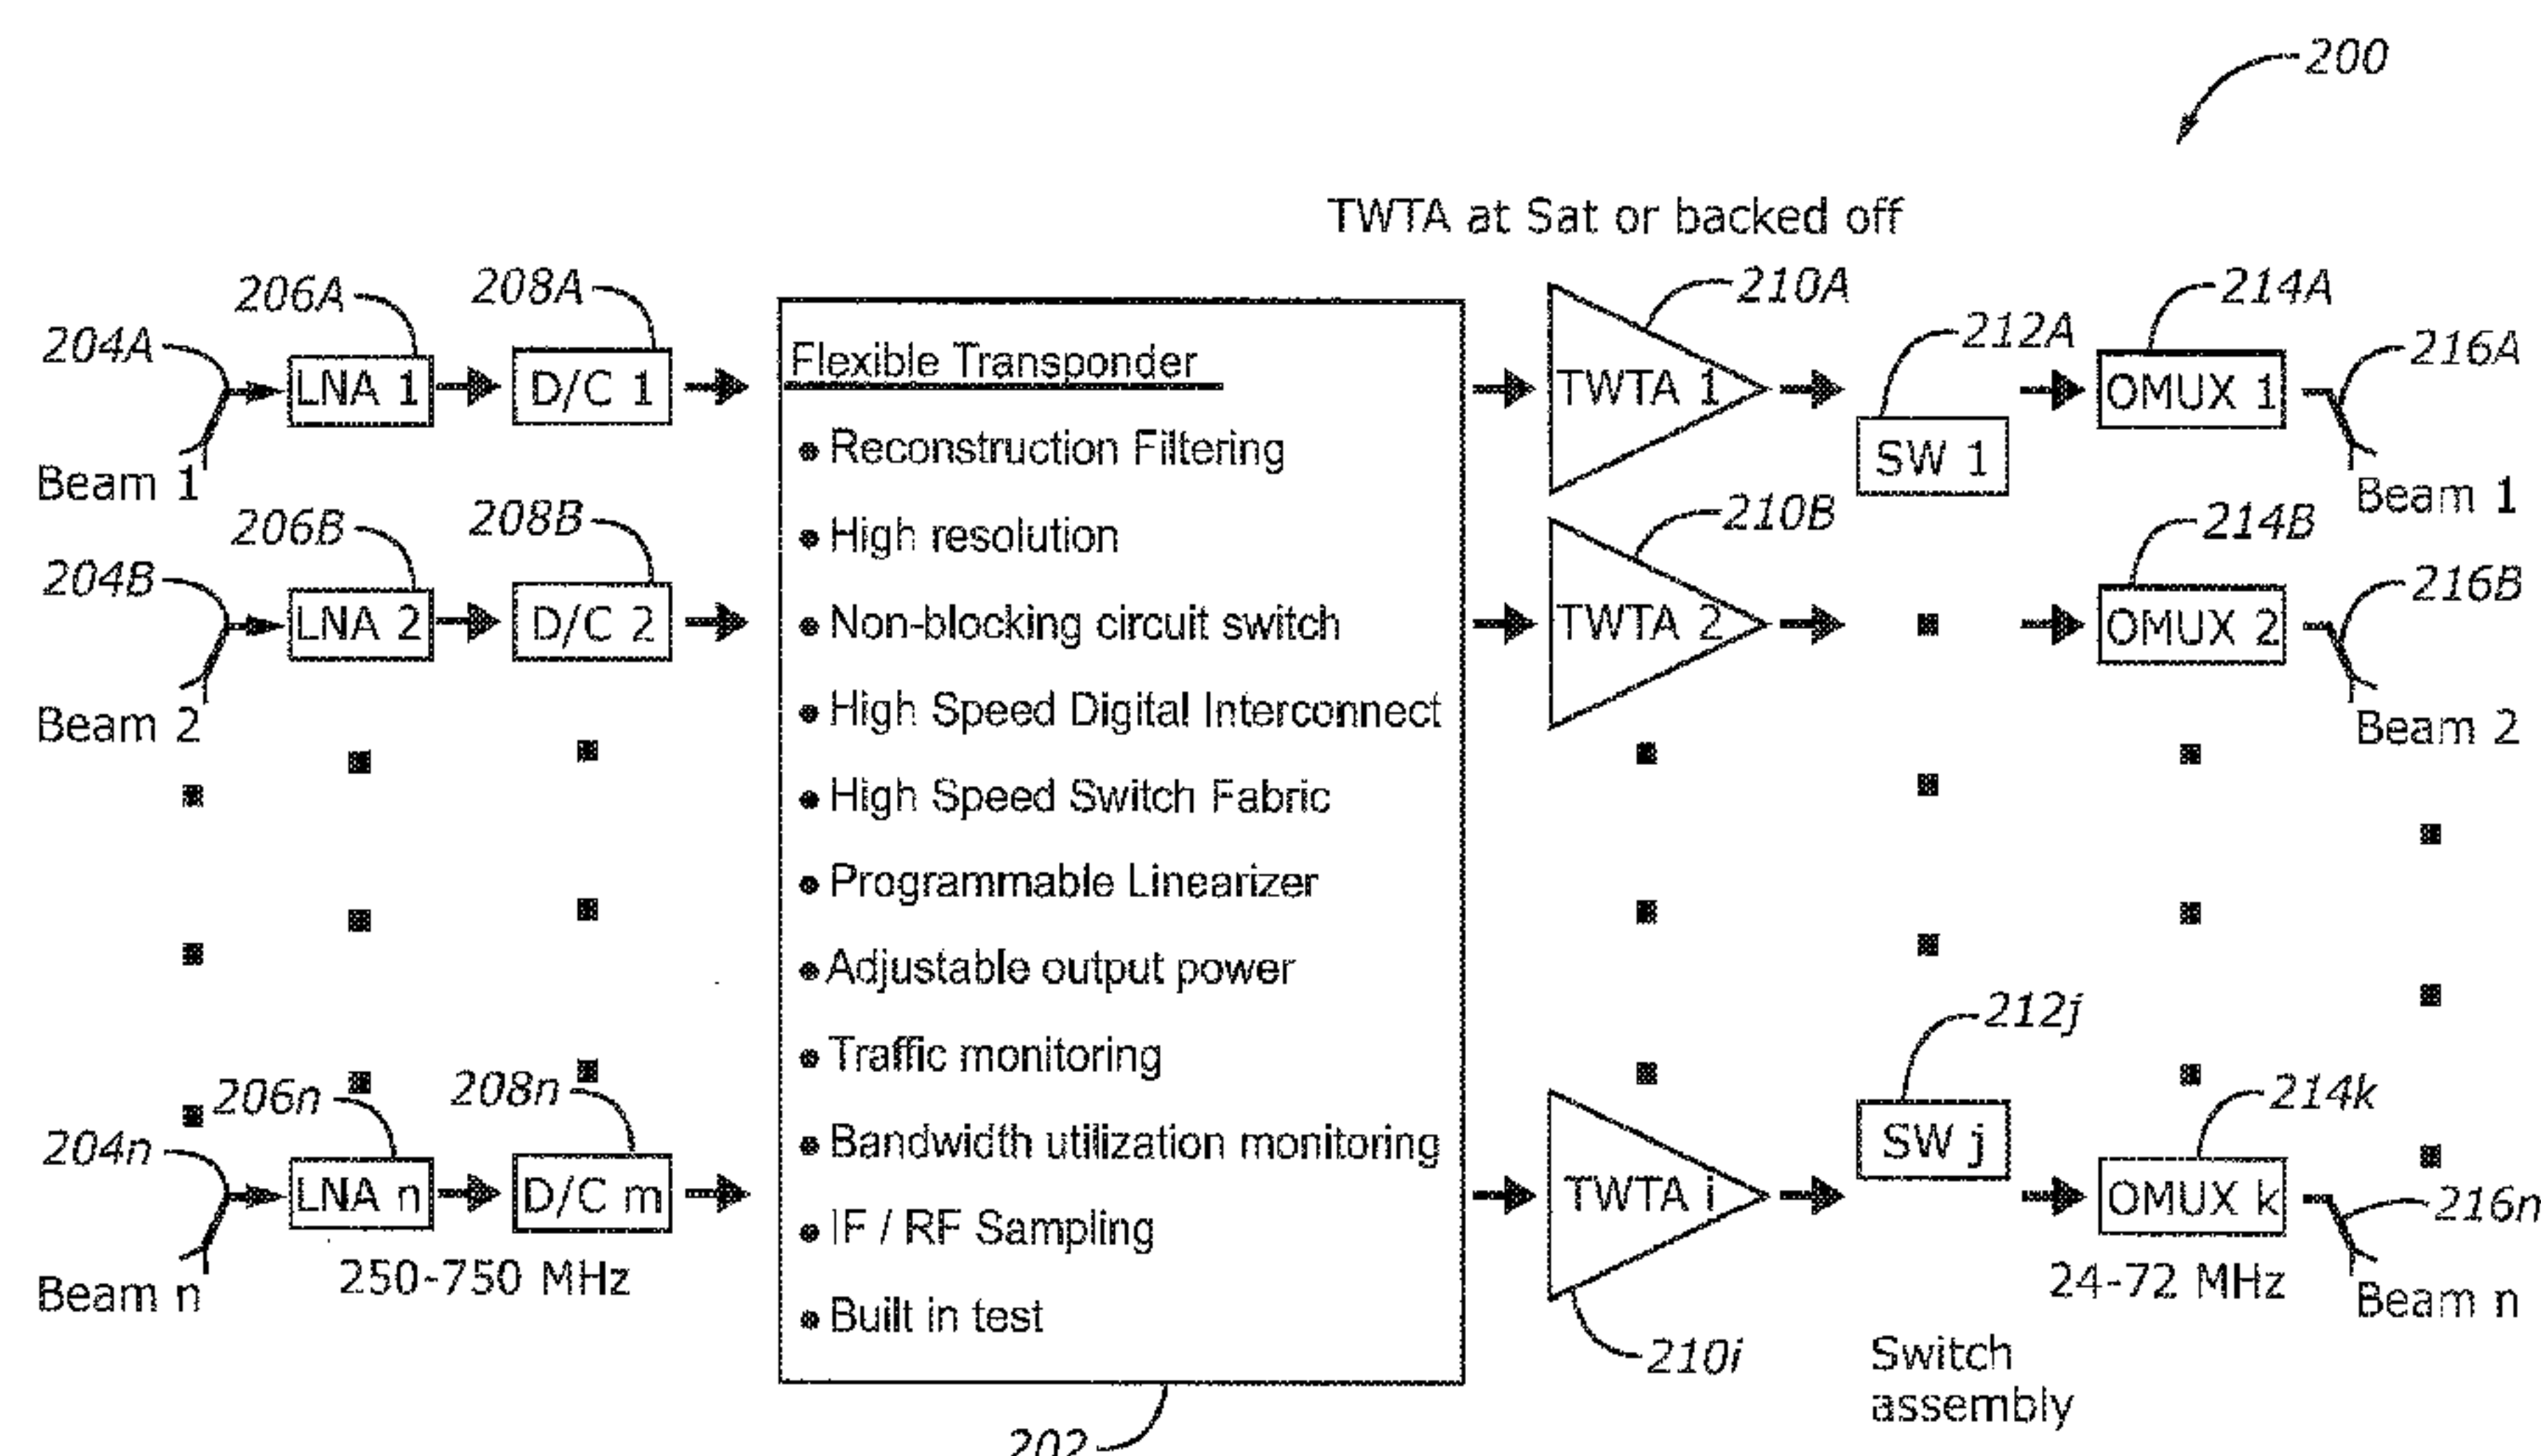 200
TWTA at Sat or backed off
204A
206A
208A
210A
212A
214A
216A
LNA 1
D/C 1
TWTA 1
SW 1
OMUX 1
Beam 1
Beam 1
204B
206B
208B
210B
214B
216B
LNA 2
D/C 2
TWTA 2
OMUX 2
Beam 2
Beam 2
Flexible Transponder
• Reconstruction Filtering
• High resolution
• Non-blocking circuit switch
• High Speed Digital Interconnect
• High Speed Switch Fabric
• Programmable Linearizer
• Adjustable output power
• Traffic monitoring
• Bandwidth utilization monitoring
• IF / RF Sampling
• Built in test
202
204n
206n
208n
212j
214k
LNA n
D/C m
TWTA i
SW j
OMUX k
216n
Beam n
250-750 MHz
24-72 MHz
Beam n
210i
Switch
assembly